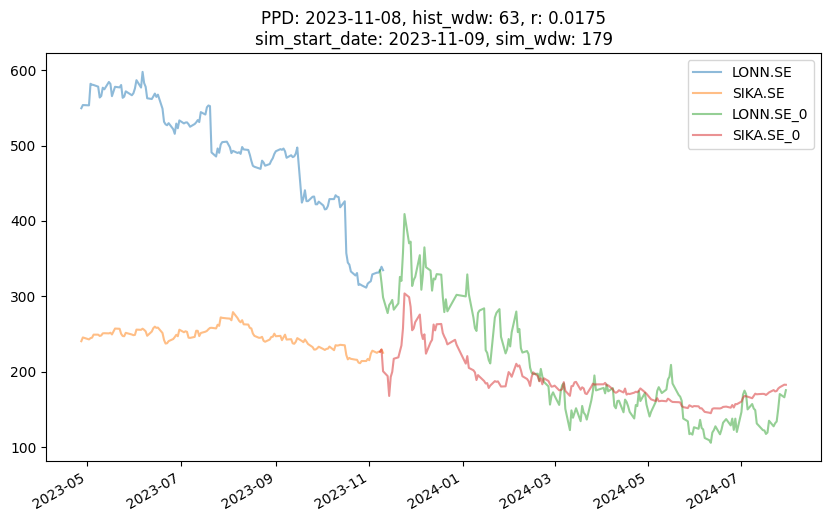 PPD: 2023-11-08, hist_wdw: 63, r: 0.0175
sim_start_date: 2023-11-09, sim_wdw: 179
LONN.SE
SIKA.SE
LONN.SE_0
SIKA.SE_0
600
500
400
300
200
100
2023-05
2023-07
2023-09
2023-11
2024-01
2024-03
2024-05
2024-07